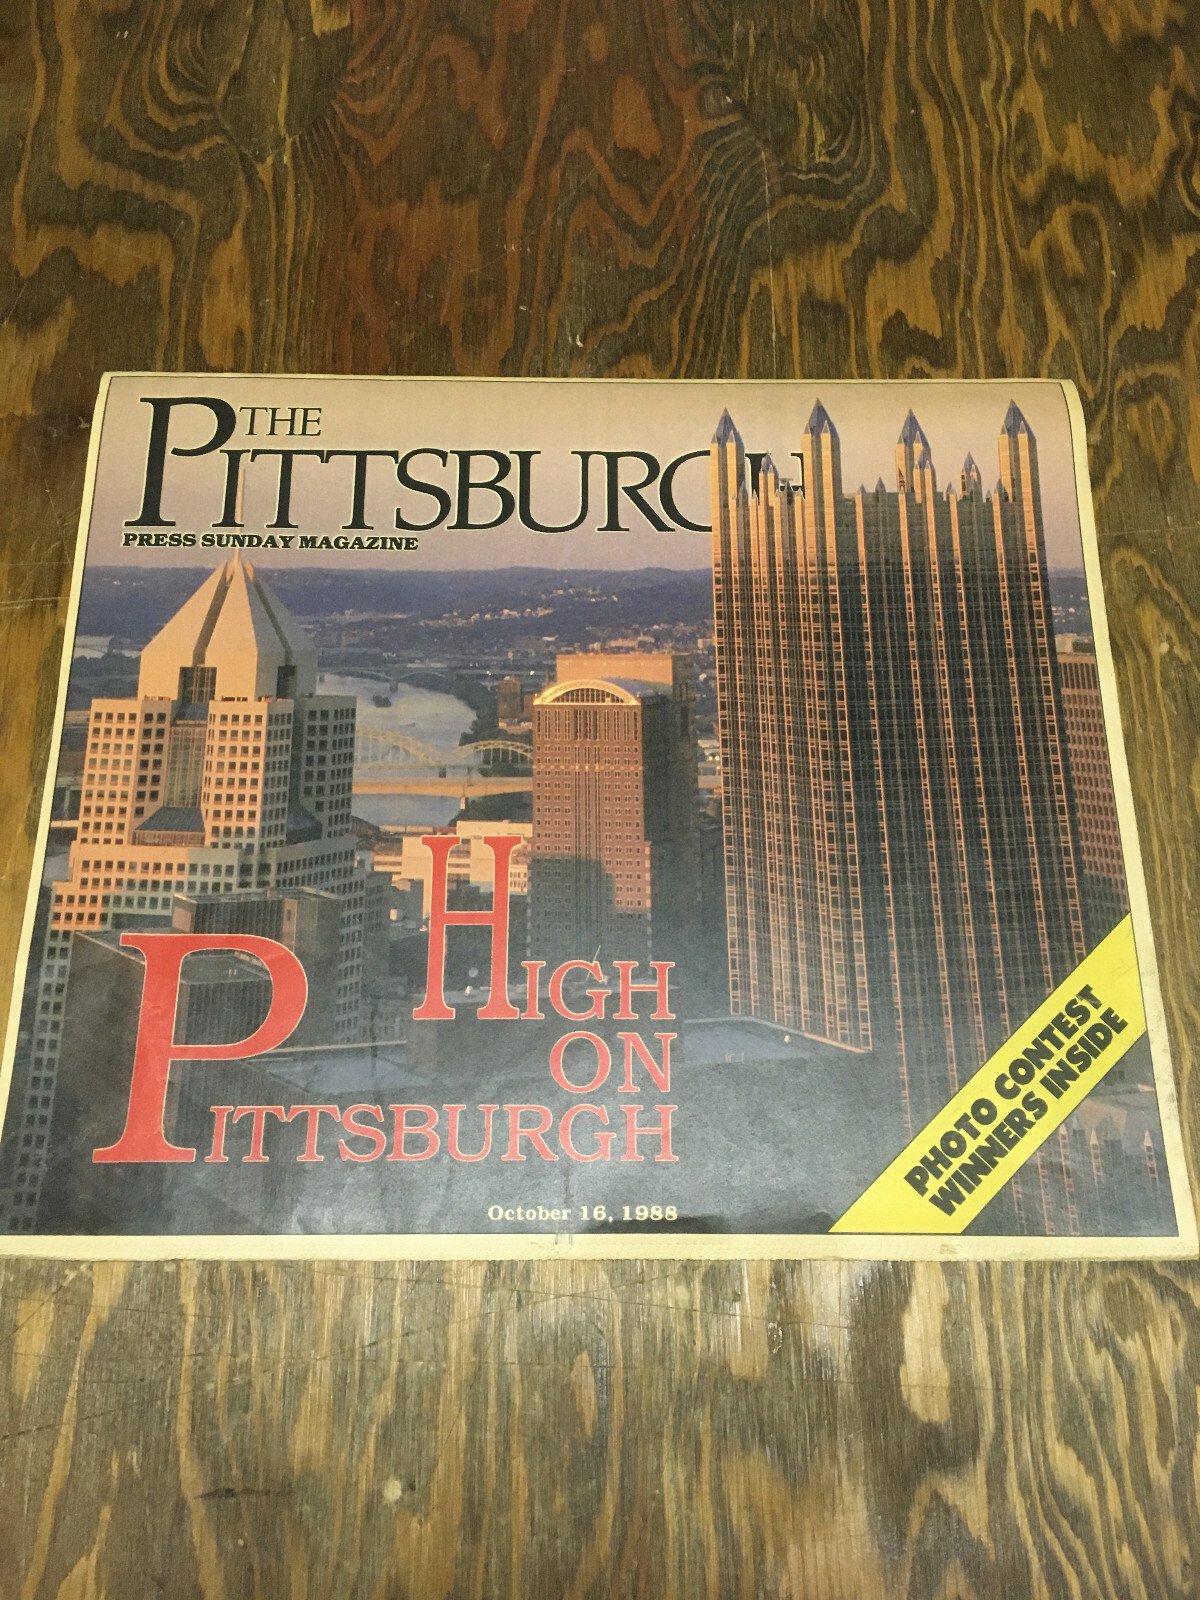 THE
PITTSBURGH
PRESS SUNDAY MAGAZINE
HIGH
ON
PITTSBURGH
October 16, 1988
PHOTO CONTEST
WINNERS INSIDE